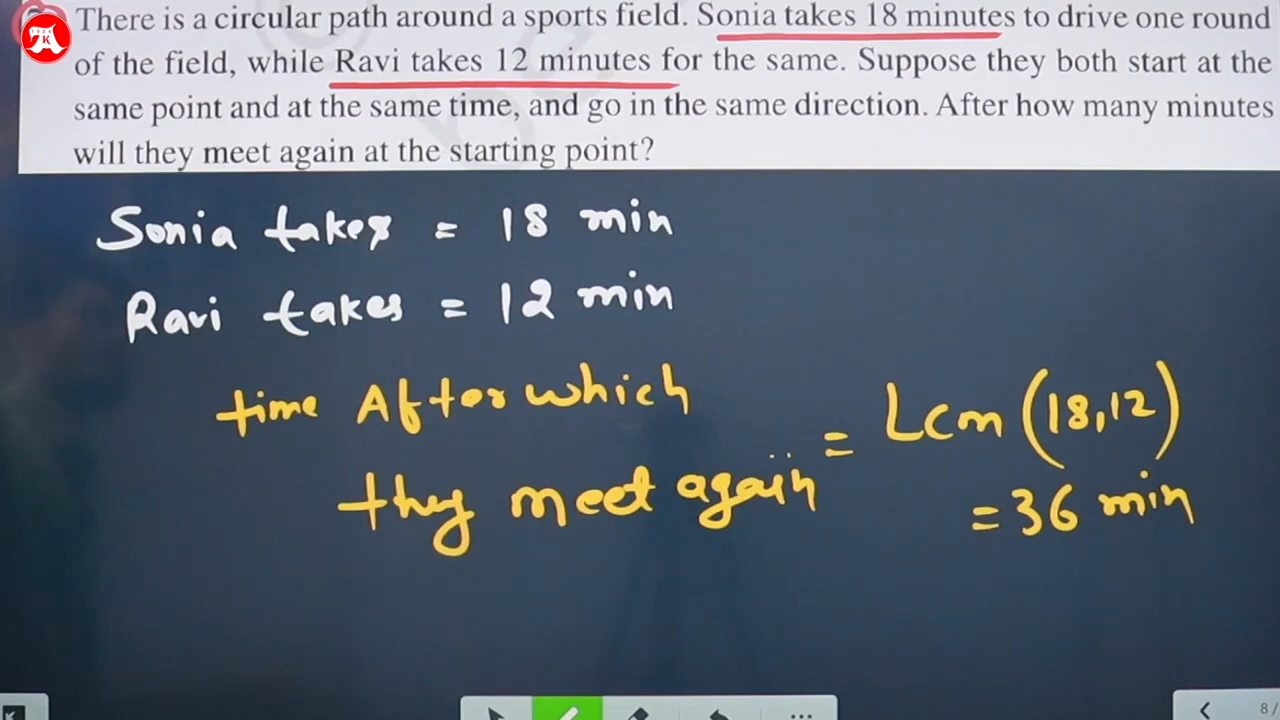 There is a circular path around a sports field. Sonia takes 18 minutes to drive one round
of the field, while Ravi takes 12 minutes for the same. Suppose they both start at the
same point and at the same time, and go in the same direction. After how many minutes
will they meet again at the starting point?
Sonia takes = 18 min
Ravi takes = 12 min
time After which
they meet again = Lcm (18,12)
= 36 min
8/